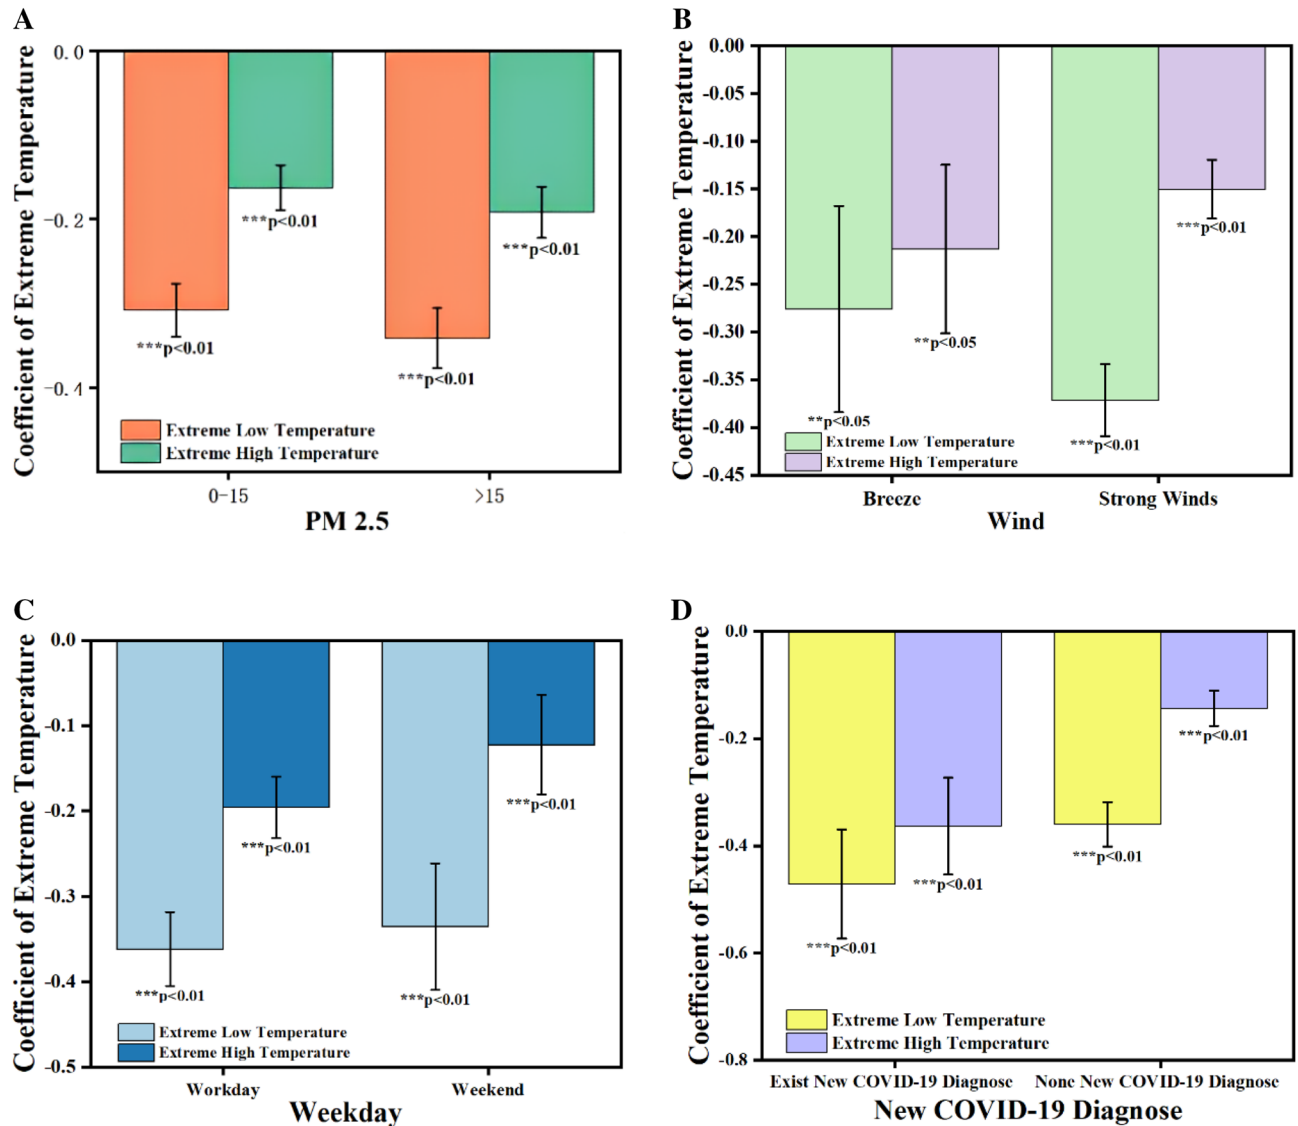 A
Coefficient of Extreme Temperature
0.0
−0.2
−0.4
***p<0.01
***p<0.01
***p<0.01
***p<0.01
Extreme Low Temperature
Extreme High Temperature
0-15
>15
PM 2.5
B
Coefficient of Extreme Temperature
0.00
-0.05
-0.10
-0.15
-0.20
-0.25
-0.30
-0.35
-0.40
-0.45
**p<0.05
**p<0.05
***p<0.01
***p<0.01
Extreme Low Temperature
Extreme High Temperature
Breeze
Strong Winds
Wind
C
Coefficient of Extreme Temperature
0.0
-0.1
-0.2
-0.3
-0.4
-0.5
***p<0.01
***p<0.01
***p<0.01
***p<0.01
Extreme Low Temperature
Extreme High Temperature
Workday
Weekend
Weekday
D
Coefficient of Extreme Temperature
0.0
-0.2
-0.4
-0.6
-0.8
***p<0.01
***p<0.01
***p<0.01
***p<0.01
Extreme Low Temperature
Extreme High Temperature
Exist New COVID-19 Diagnose
None New COVID-19 Diagnose
New COVID-19 Diagnose